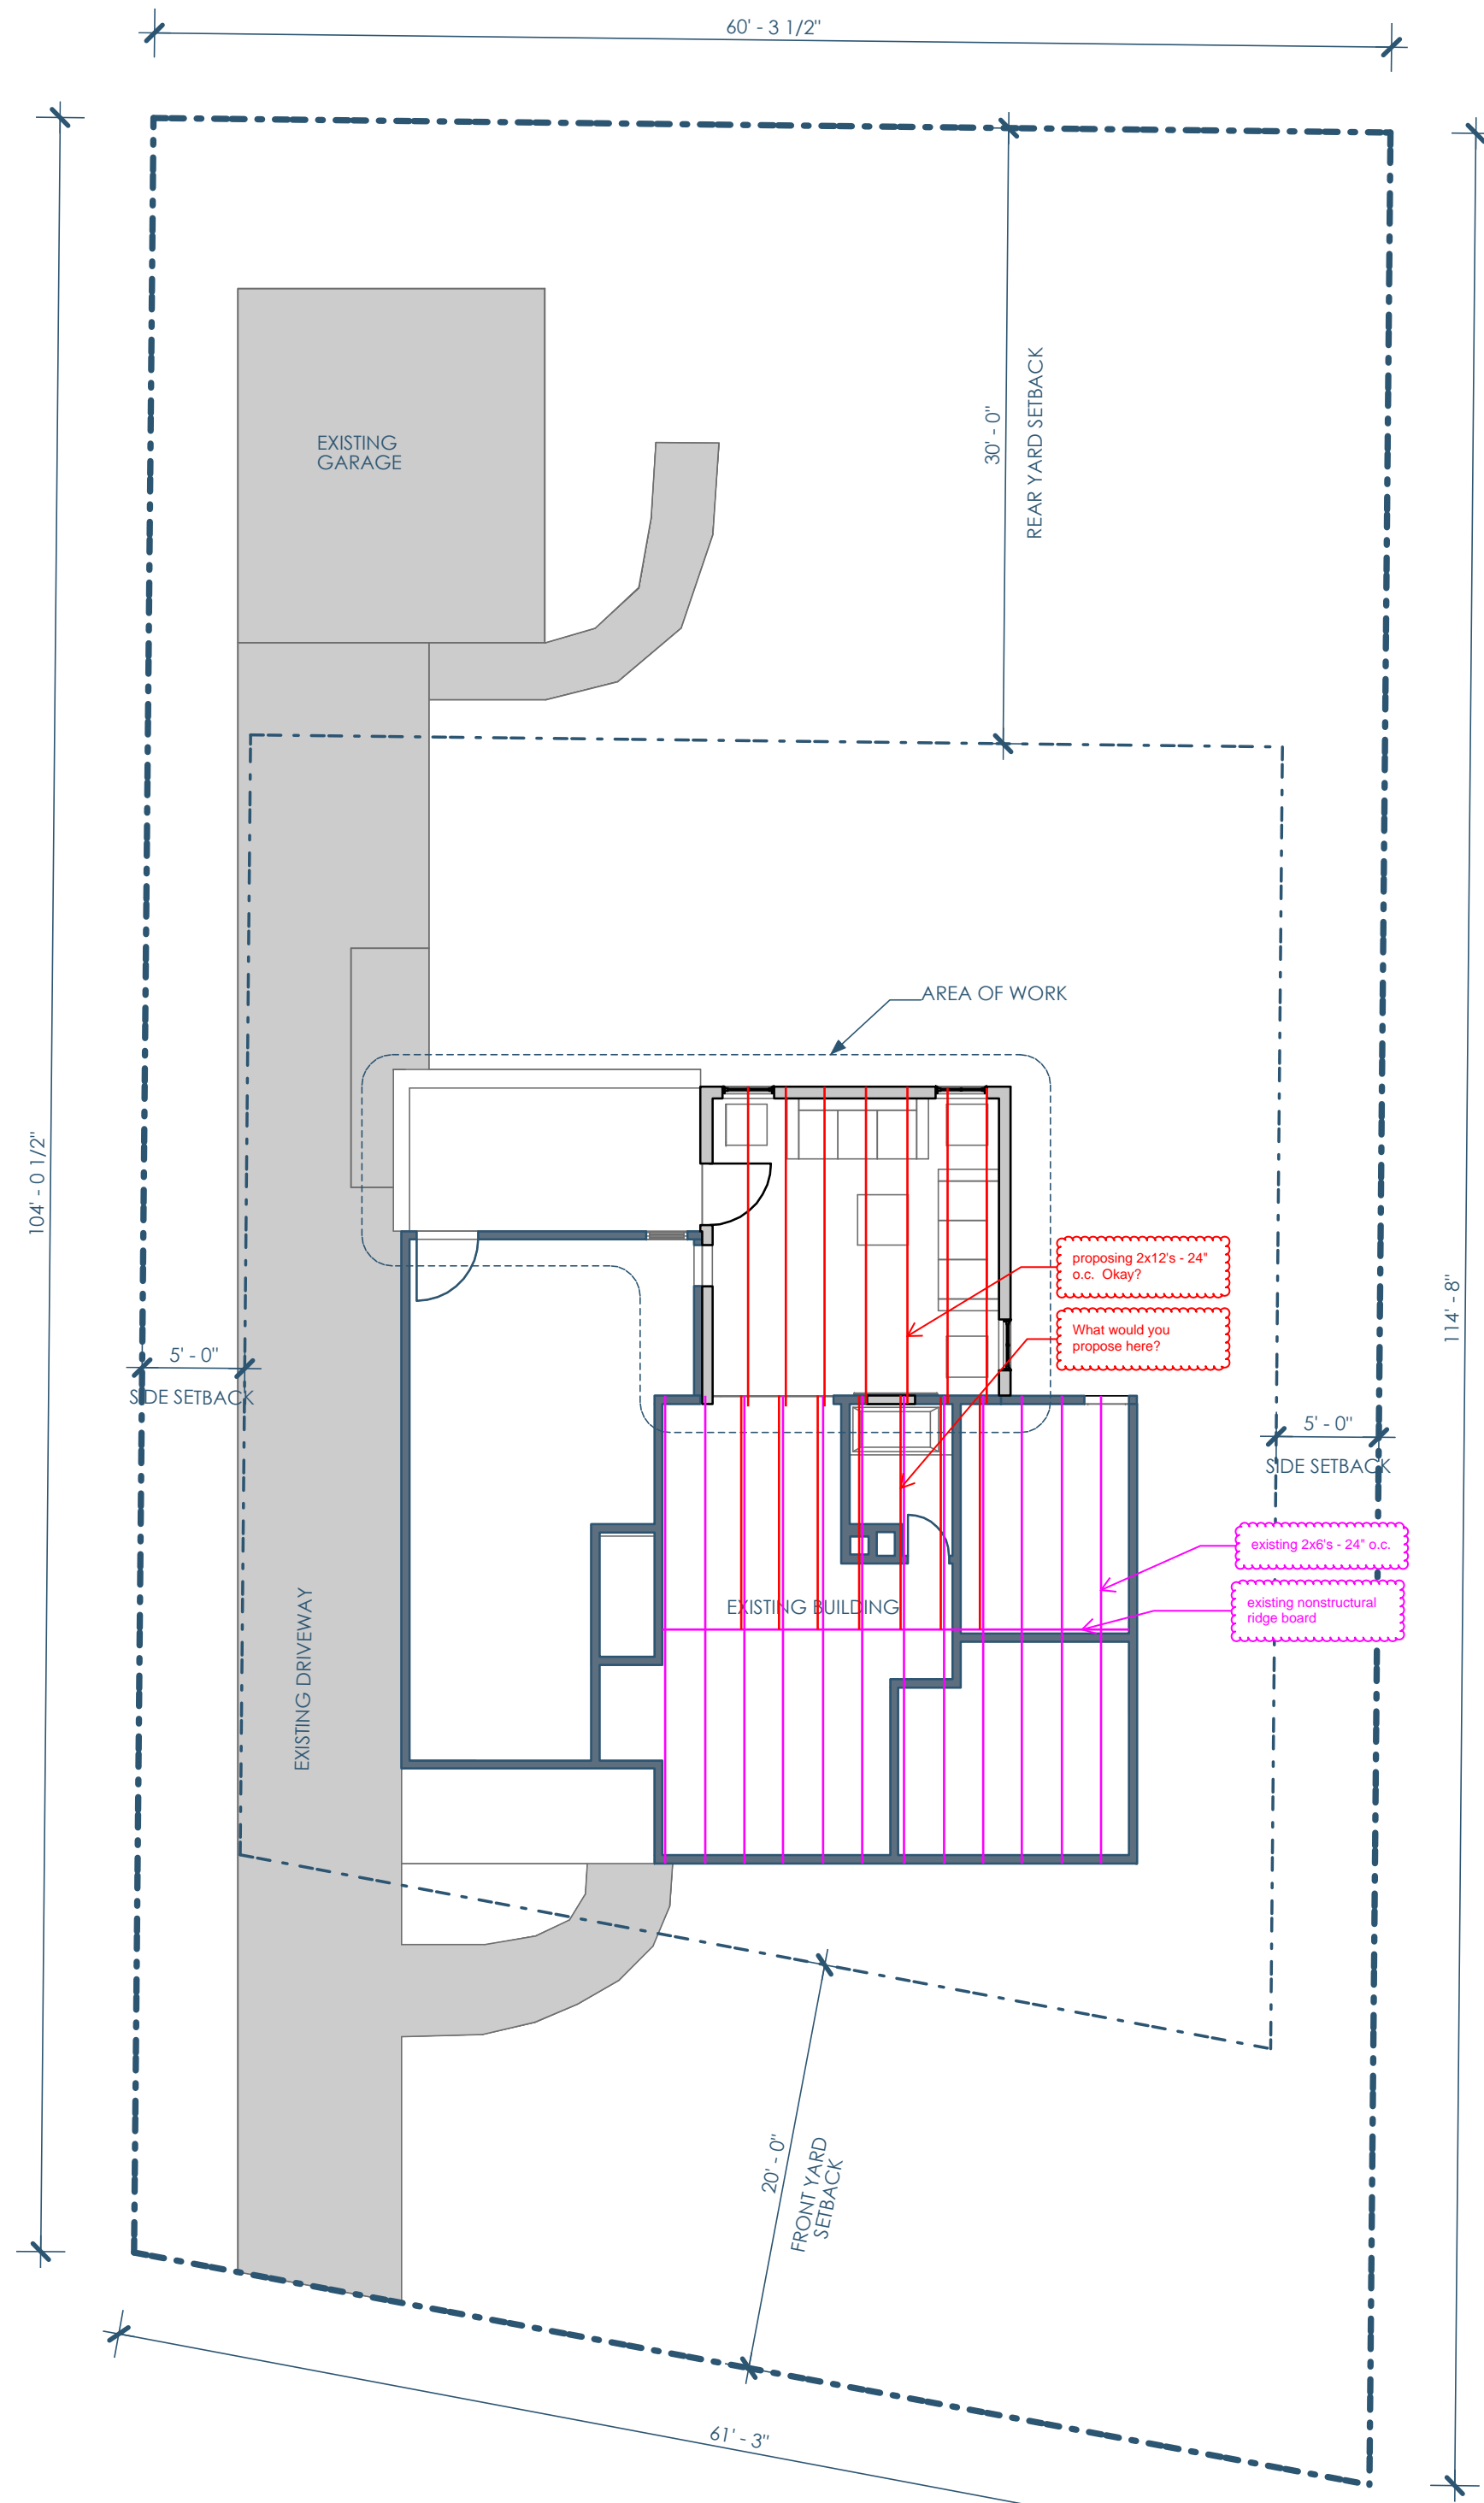 60' - 3 1/2"
EXISTING
GARAGE
30' - 0"
REAR YARD SETBACK
AREA OF WORK
104' - 0 1/2"
proposing 2x12's - 24"
o.c.  Okay?
What would you
propose here?
114' - 8"
5' - 0"
SIDE SETBACK
5' - 0"
SIDE SETBACK
existing 2x6's - 24" o.c.
existing nonstructural
ridge board
EXISTING BUILDING
EXISTING DRIVEWAY
20' - 0"
FRONT YARD
SETBACK
61' - 3"